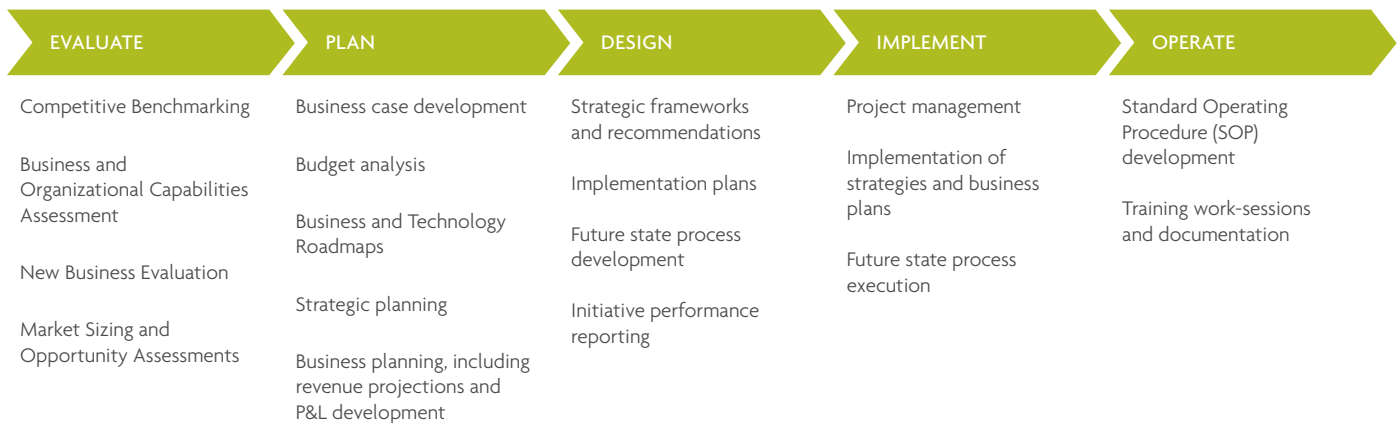 EVALUATE
PLAN
DESIGN
IMPLEMENT
OPERATE
Competitive Benchmarking
Business and
Organizational Capabilities
Assessment
New Business Evaluation
Market Sizing and
Opportunity Assessments
Business case development
Budget analysis
Business and Technology
Roadmaps
Strategic planning
Business planning, including
revenue projections and
P&L development
Strategic frameworks
and recommendations
Implementation plans
Future state process
development
Initiative performance
reporting
Project management
Implementation of
strategies and business
plans
Future state process
execution
Standard Operating
Procedure (SOP)
development
Training work-sessions
and documentation